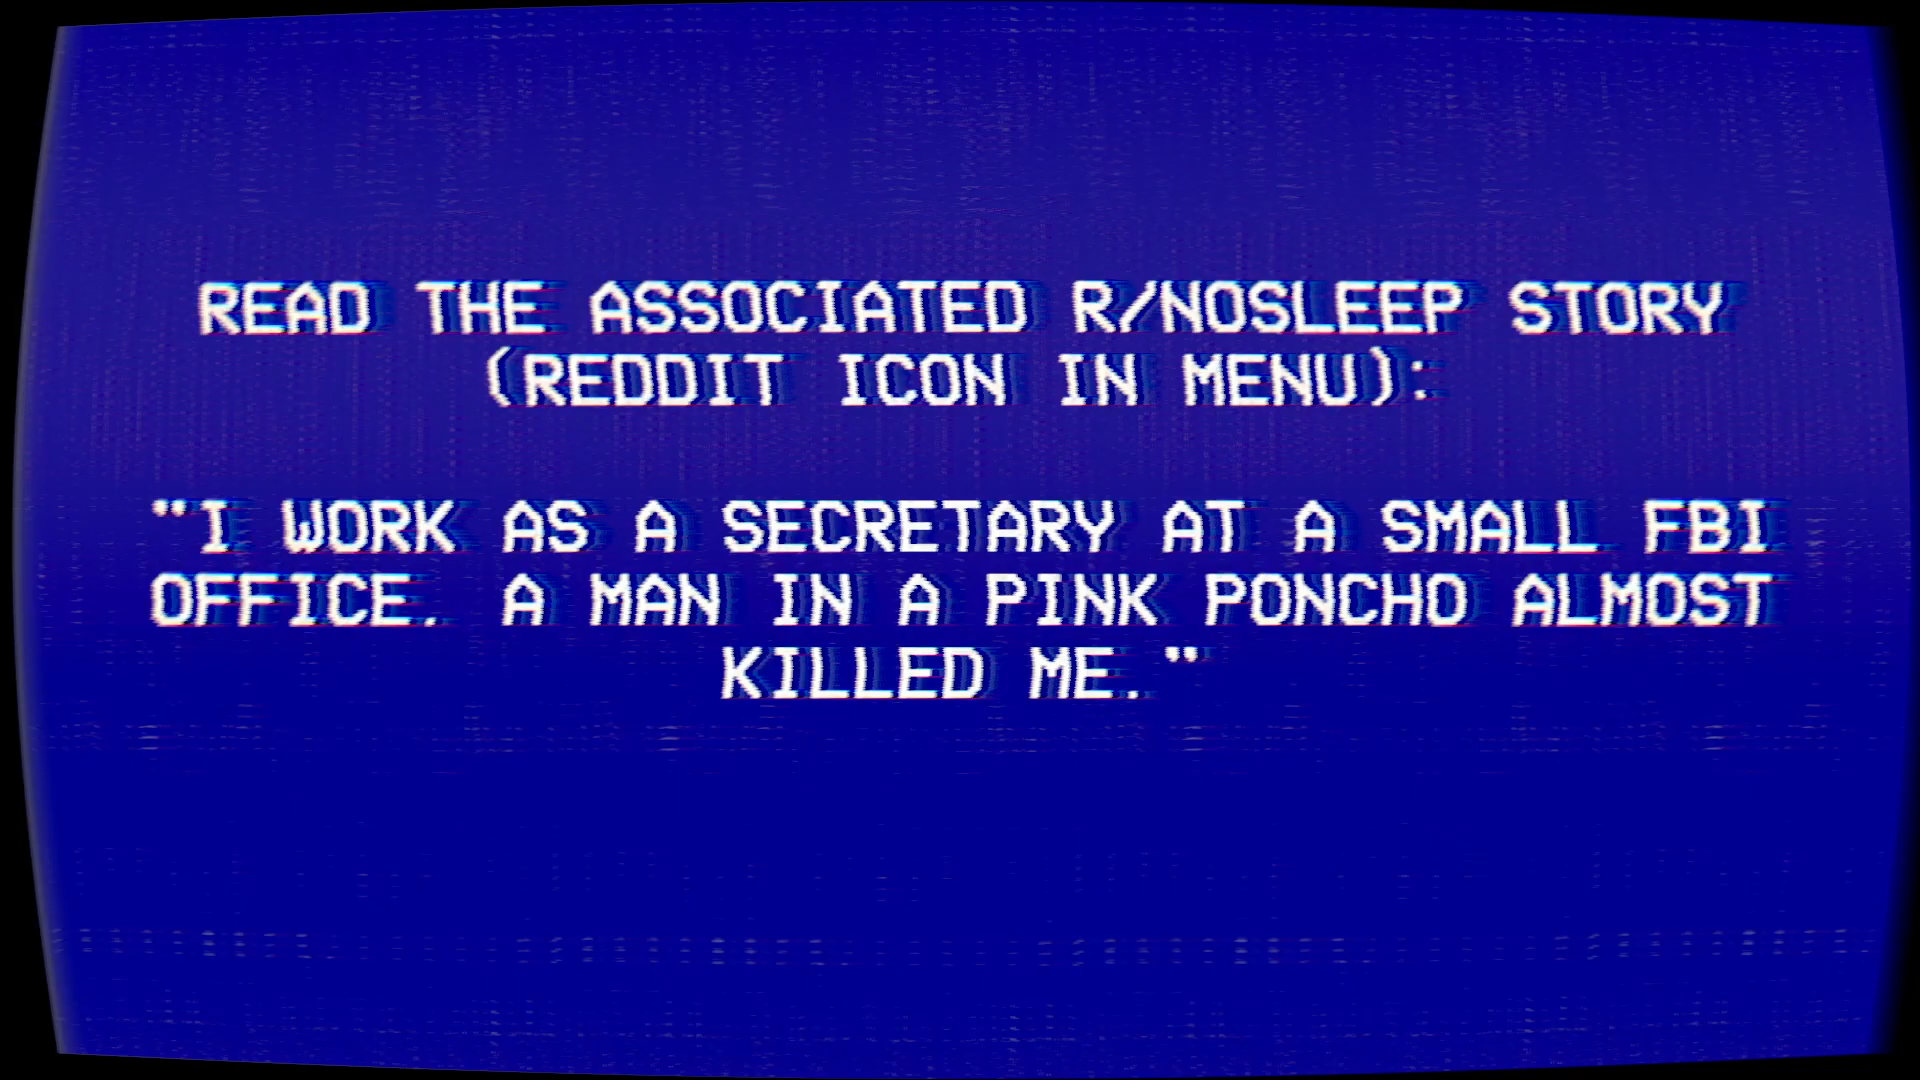 READ THE ASSOCIATED R/NOSLEEP STORY
(REDDIT ICON IN MENU):
"I WORK AS A SECRETARY AT A SMALL FBI
OFFICE. A MAN IN A PINK PONCHO ALMOST
KILLED ME."